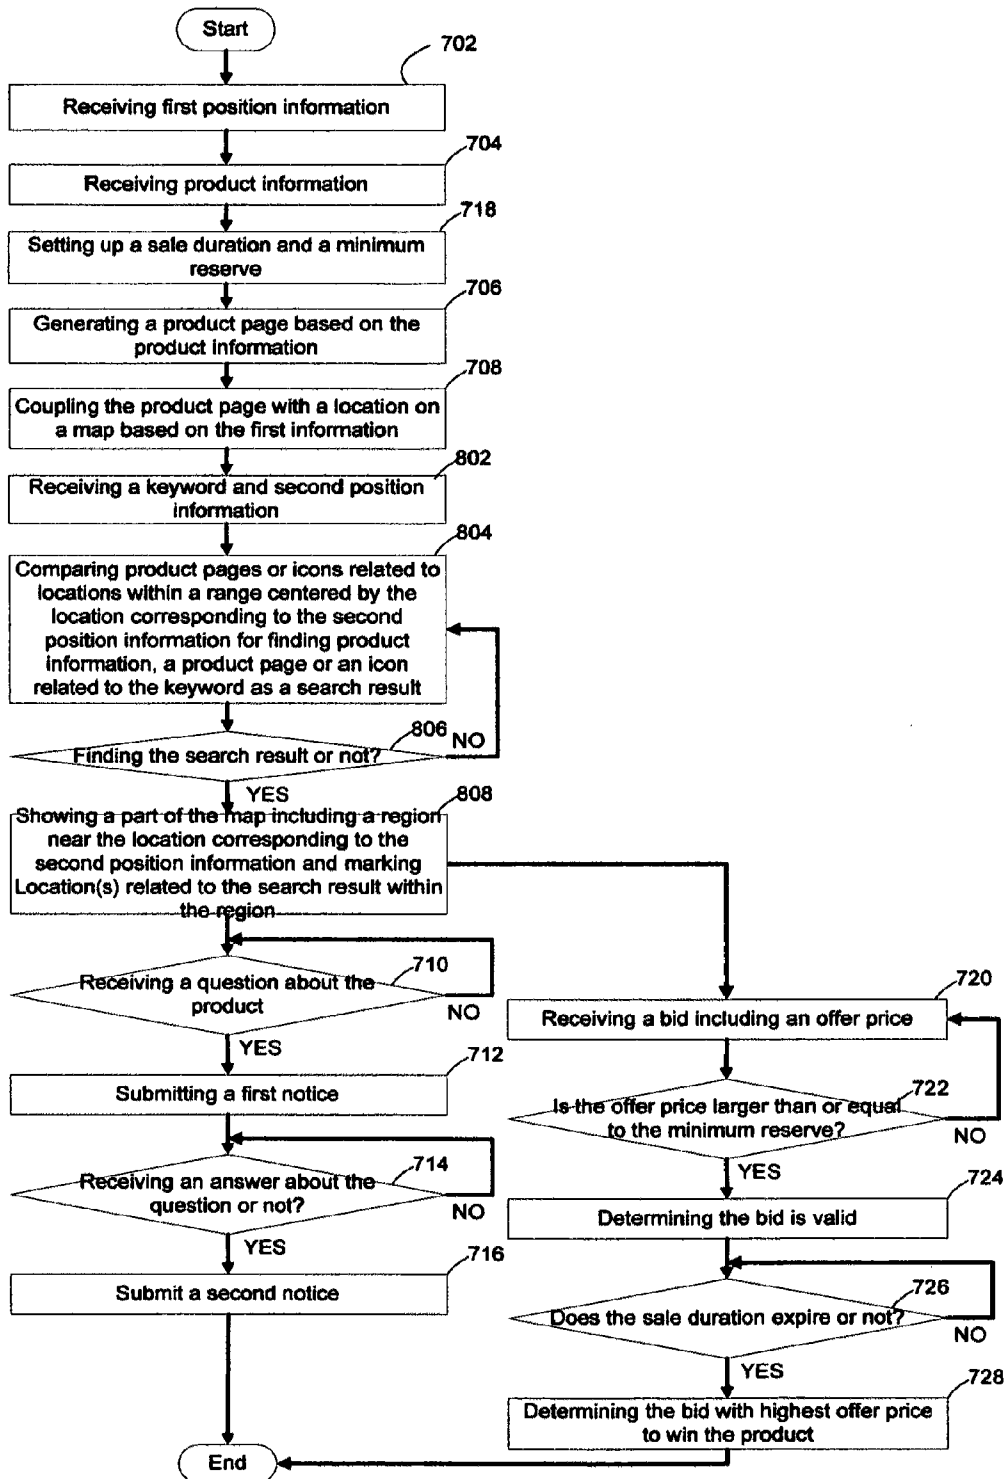 Start
702
Receiving first position information
704
Receiving product information
718
Setting up a sale duration and a minimum
reserve
706
Generating a product page based on the
product information
708
Coupling the product page with a location on
a map based on the first information
802
Receiving a keyword and second position
information
804
Comparing product pages or icons related to
locations within a range centered by the
location corresponding to the second
position information for finding product
information, a product page or an icon
related to the keyword as a search result
806
Finding the search result or not?
NO
YES
808
Showing a part of the map including a region
near the location corresponding to the
second position information and marking
Location(s) related to the search result within
the region
710
Receiving a question about the
product
NO
YES
712
Submitting a first notice
714
Receiving an answer about the
question or not?
NO
YES
716
Submit a second notice
720
Receiving a bid including an offer price
722
Is the offer price larger than or equal
to the minimum reserve?
NO
YES
724
Determining the bid is valid
726
Does the sale duration expire or not?
NO
YES
728
Determining the bid with highest offer price
to win the product
End